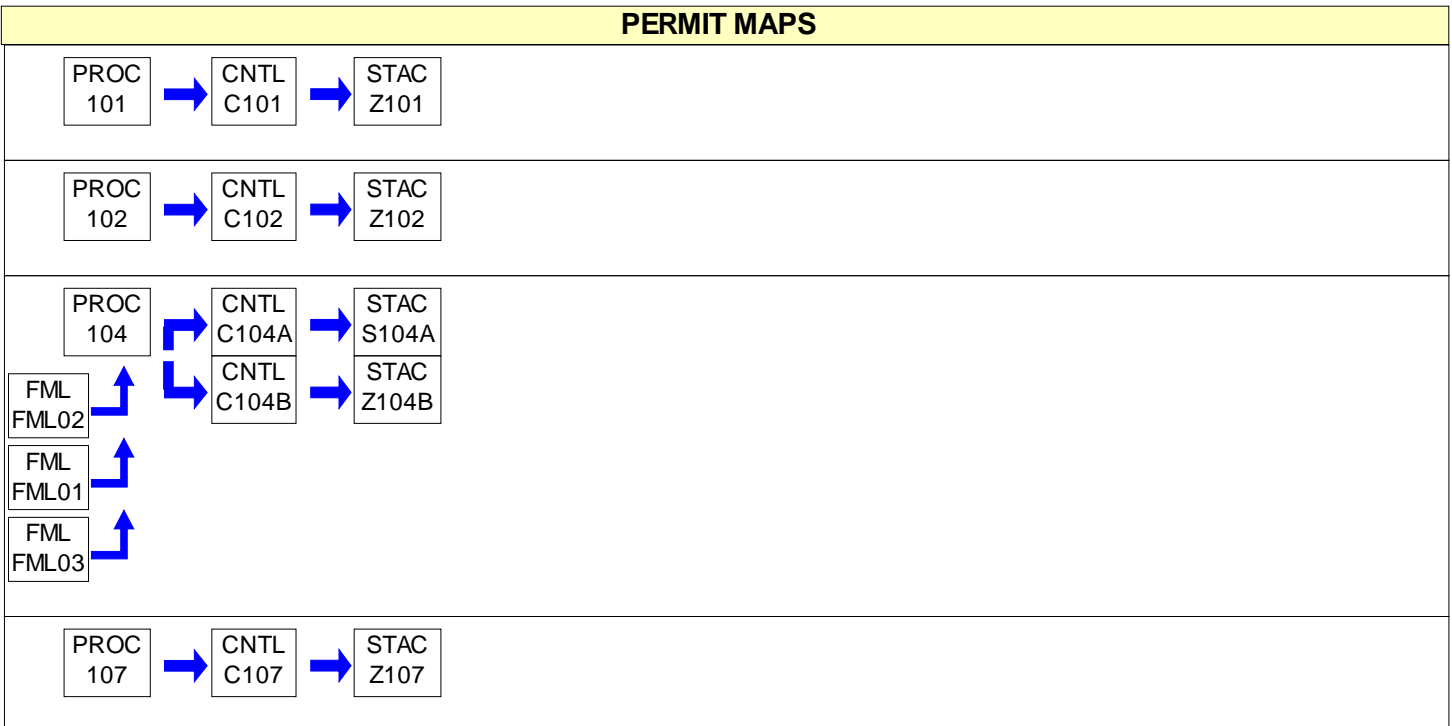 PERMIT MAPS
PROC
101
CNTL
C101
STAC
Z101
PROC
102
CNTL
C102
STAC
Z102
PROC
104
CNTL
C104A
STAC
S104A
CNTL
C104B
STAC
Z104B
FML
FML02
FML
FML01
FML
FML03
PROC
107
CNTL
C107
STAC
Z107